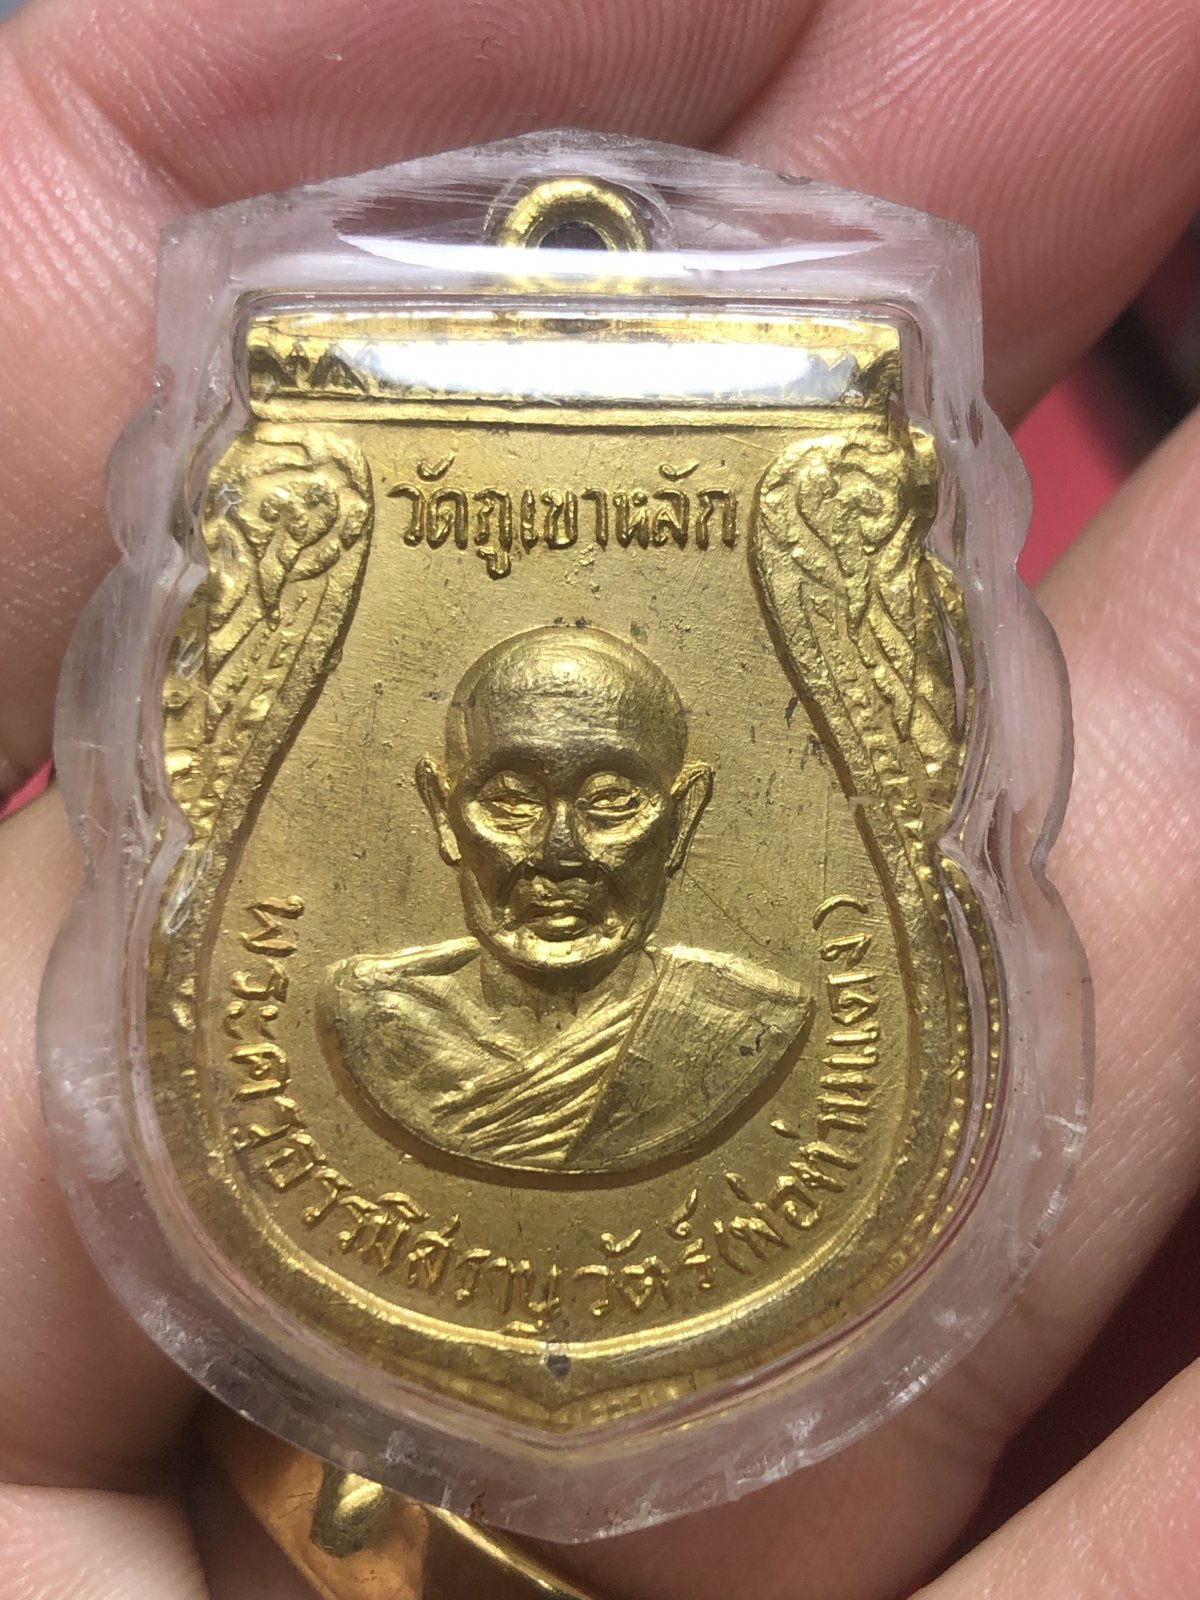 วัดภูเขาหลัก
พระครูอรรมิสรานุวัตร์(พ่อท่านแดง)